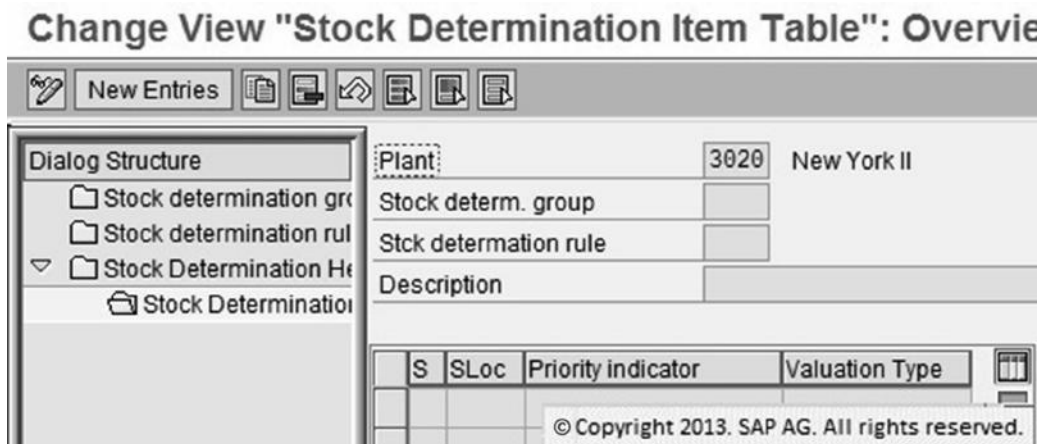 Change View "Stock Determination Item Table": Overvie
New Entries
Dialog Structure
Stock determination gro
Stock determination rul
Stock Determination He
Stock Determination
Plant 3020 New York II
Stock determ. group
Stck determation rule
Description
S SLoc Priority indicator Valuation Type
© Copyright 2013. SAP AG. All rights reserved.